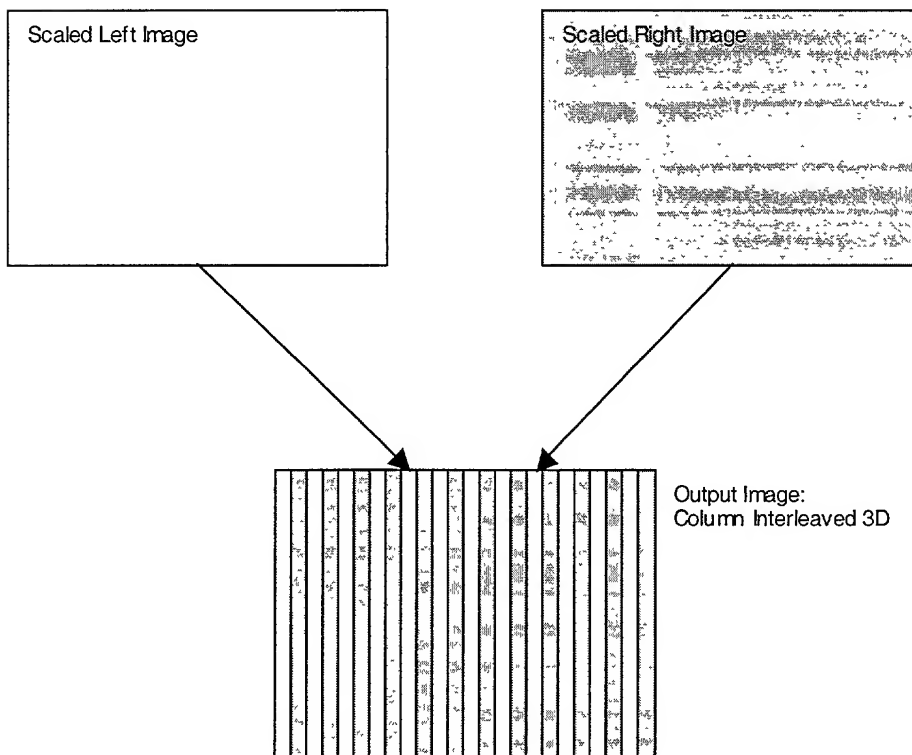 Scaled Left Image
Scaled Right Image
Output Image:
Column Interleaved 3D